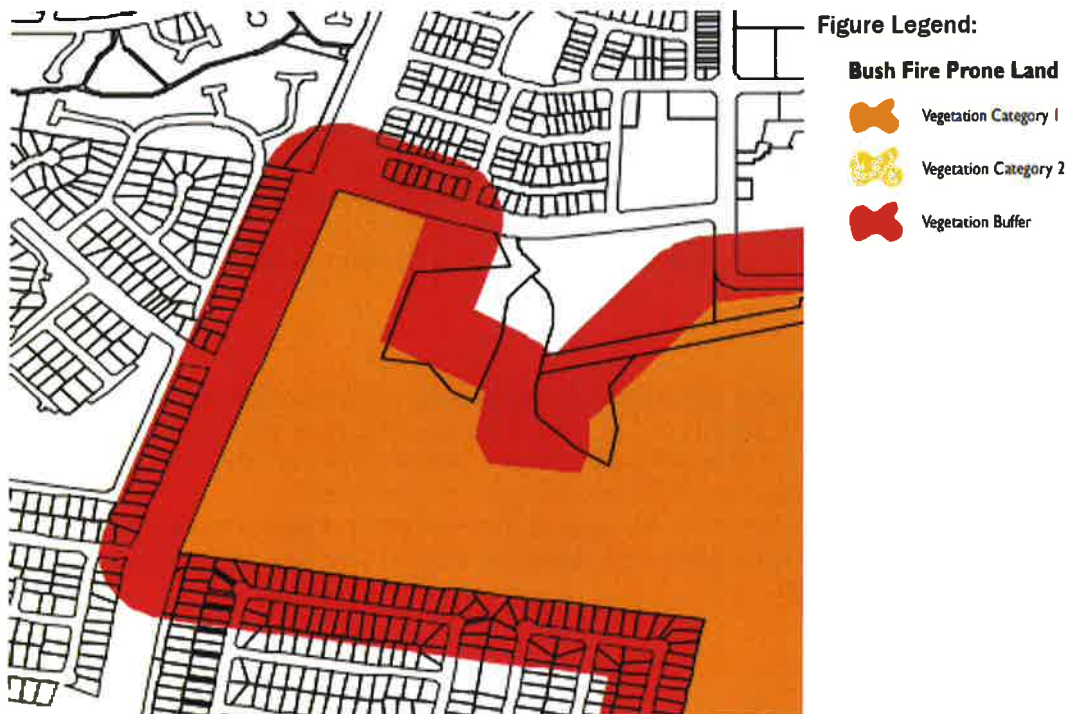 Figure Legend:
Bush Fire Prone Land
Vegetation Category 1
Vegetation Category 2
Vegetation Buffer